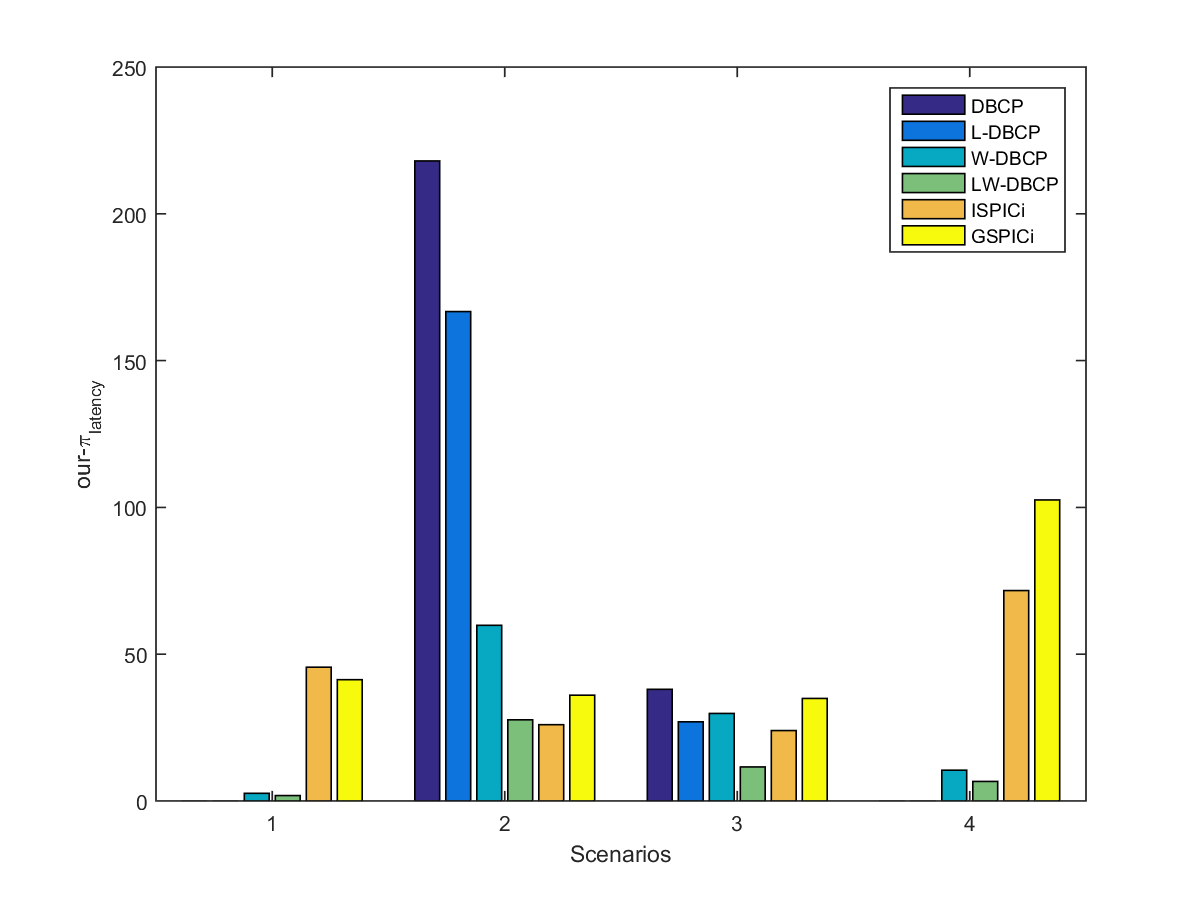 250
200
150
100
50
0
our-πlatency
1 2 3 4
Scenarios
DBCP
L-DBCP
W-DBCP
LW-DBCP
ISPICi
GSPICi